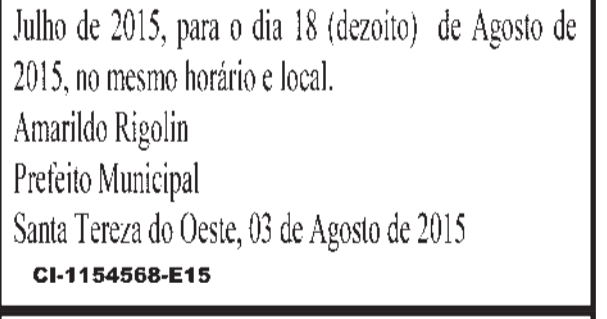 Julho de 2015, para o dia 18 (dezoito) de Agosto de
2015, no mesmo horário e local.
Amarildo Rigolin
Prefeito Municipal
Santa Tereza do Oeste, 03 de Agosto de 2015
CI-1154568-E15